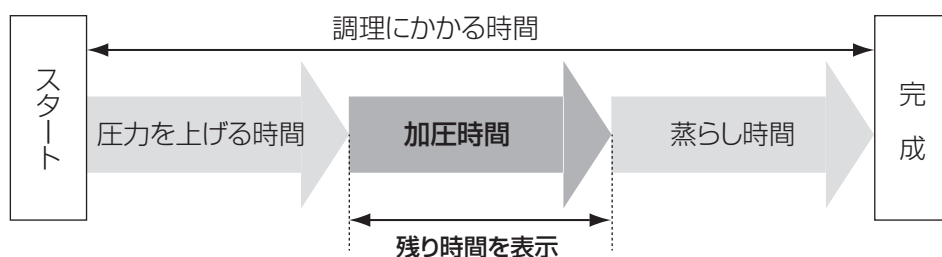 調理にかかる時間
スタート
圧力を上げる時間
加圧時間
蒸らし時間
完成
残り時間を表示